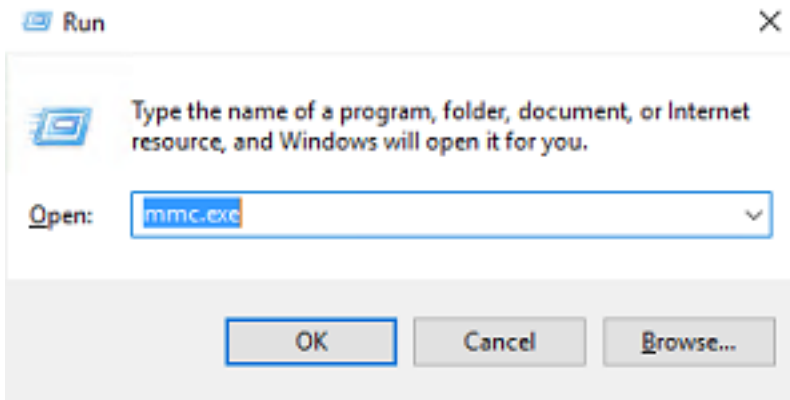 Run
Type the name of a program, folder, document, or Internet
resource, and Windows will open it for you.
Open: mmc.exe
OK Cancel Browse...